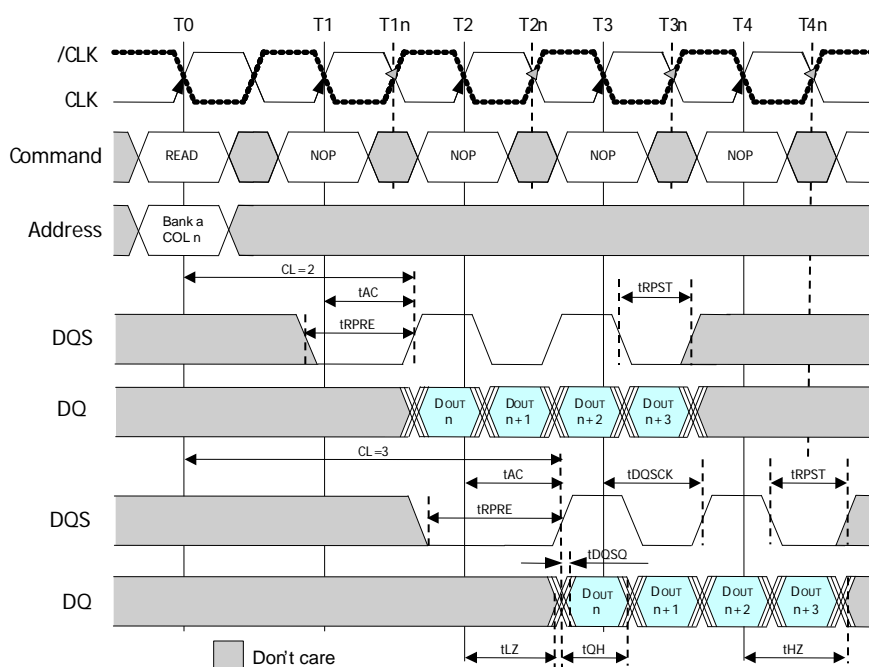 T0 T1 T1n T2 T2n T3 T3n T4 T4n
/CLK
CLK
Command READ NOP NOP NOP NOP
Address Bank a
COL n
CL=2
tAC
tRPRE
tRPST
DQS
DQ DOUT DOUT DOUT DOUT
n n+1 n+2 n+3
CL=3
tAC tDQSCK tRPST
tRPRE
DQS
tDQSQ
DQ DOUT DOUT DOUT DOUT
n n+1 n+2 n+3
tLZ tQH tHZ
Don't care